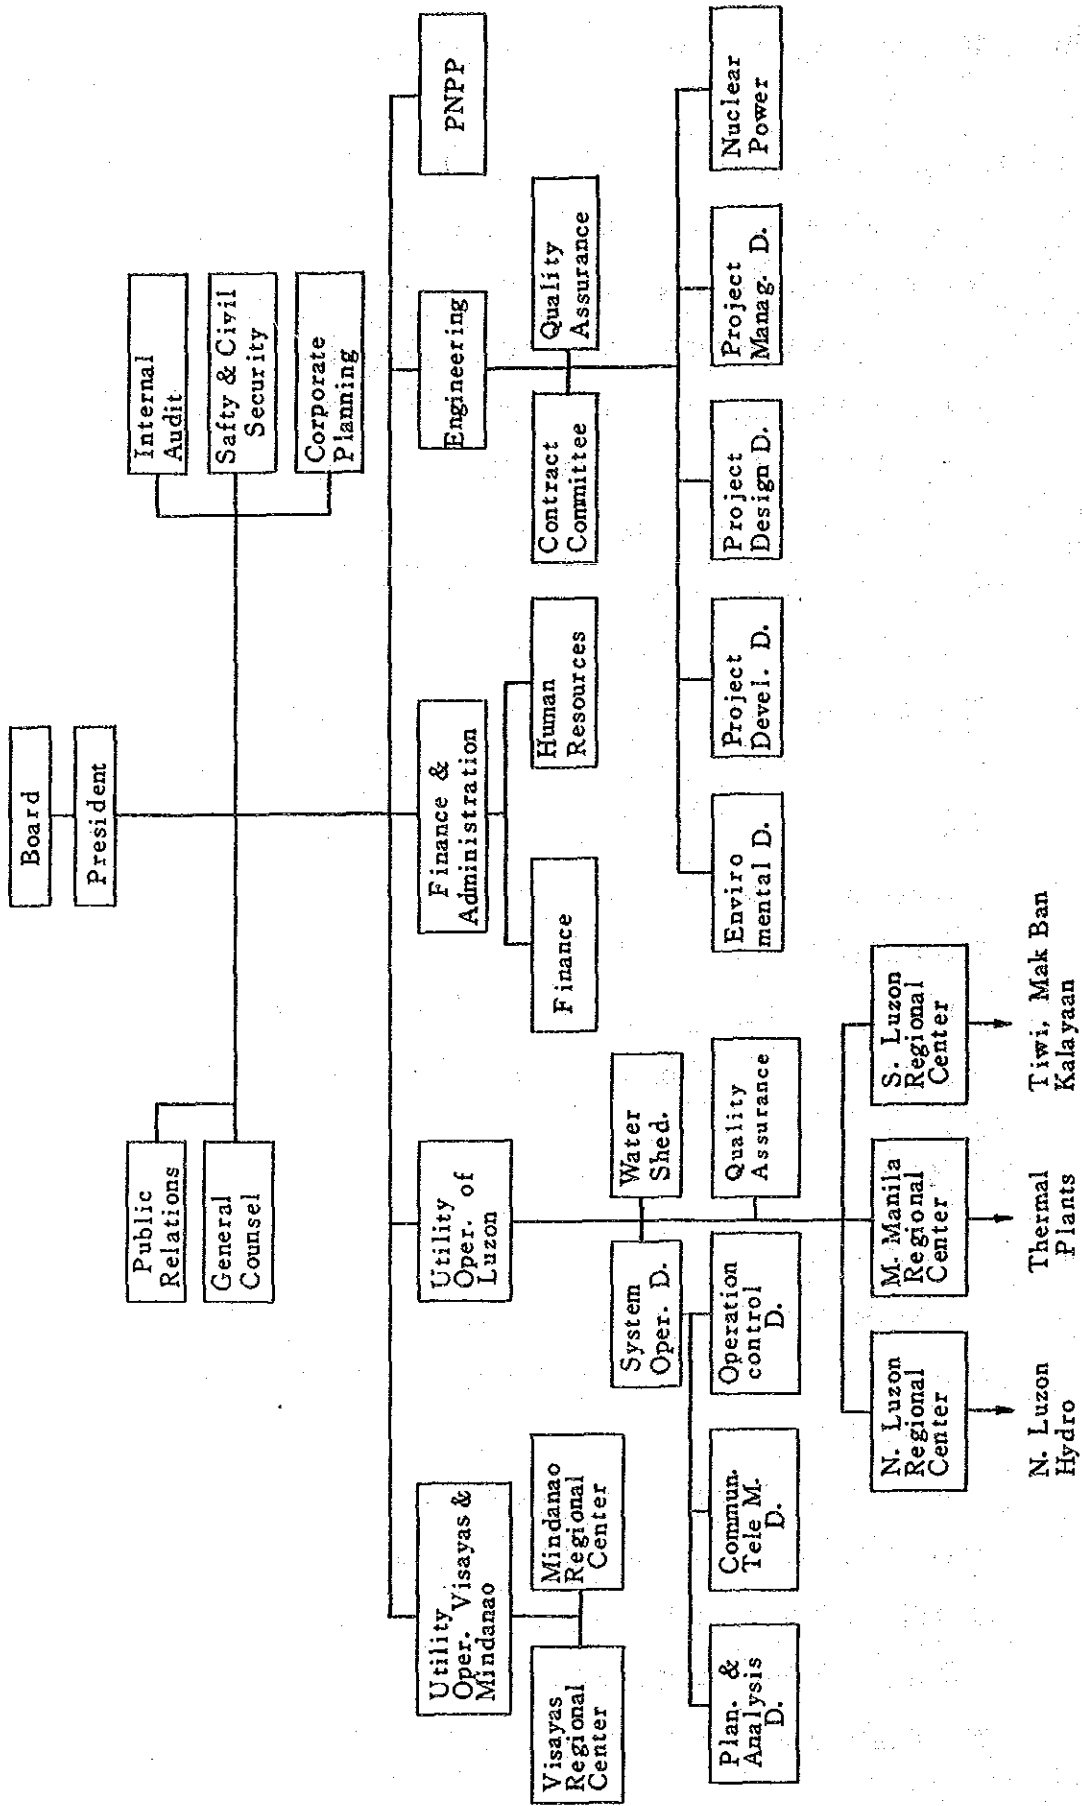 Board
President
Public
Relations
General
Counsel
Internal
Audit
Safty & Civil
Security
Corporate
Planning
Utility
Oper. Visayas &
Mindanao
Utility
Oper. of
Luzon
Finance &
Administration
Engineering
PNPP
Visayas
Regional
Center
Mindanao
Regional
Center
Finance
Human
Resources
Contract
Committee
Quality
Assurance
System
Oper. D.
Water
Shed.
Plan. &
Analysis
D.
Commun.
Tele M.
D.
Operation
control
D.
Quality
Assurance
Enviro
mental D.
Project
Devel. D.
Project
Design D.
Project
Manag. D.
Nuclear
Power
N. Luzon
Regional
Center
M. Manila
Regional
Center
S. Luzon
Regional
Center
N. Luzon
Hydro
Thermal
Plants
Tiwi, Mak Ban
Kalayaan